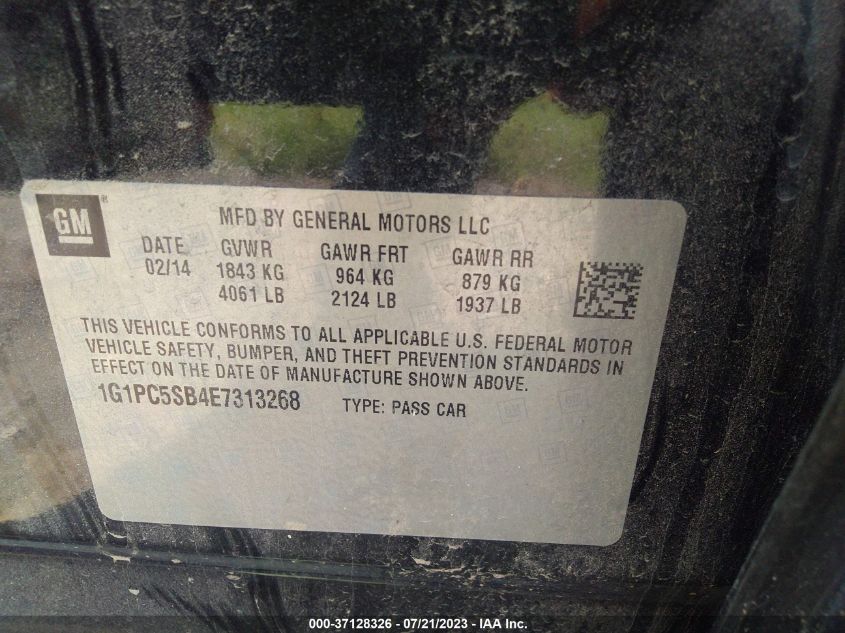 GM ®
MFD BY GENERAL MOTORS LLC
DATE GVWR GAWR FRT GAWR RR
02/14 1843 KG 964 KG 879 KG
4061 LB 2124 LB 1937 LB
THIS VEHICLE CONFORMS TO ALL APPLICABLE U.S. FEDERAL MOTOR
VEHICLE SAFETY, BUMPER, AND THEFT PREVENTION STANDARDS IN
EFFECT ON THE DATE OF MANUFACTURE SHOWN ABOVE.
1G1PC5SB4E7313268 TYPE: PASS CAR
000-37128326 - 07/21/2023 - IAA Inc.